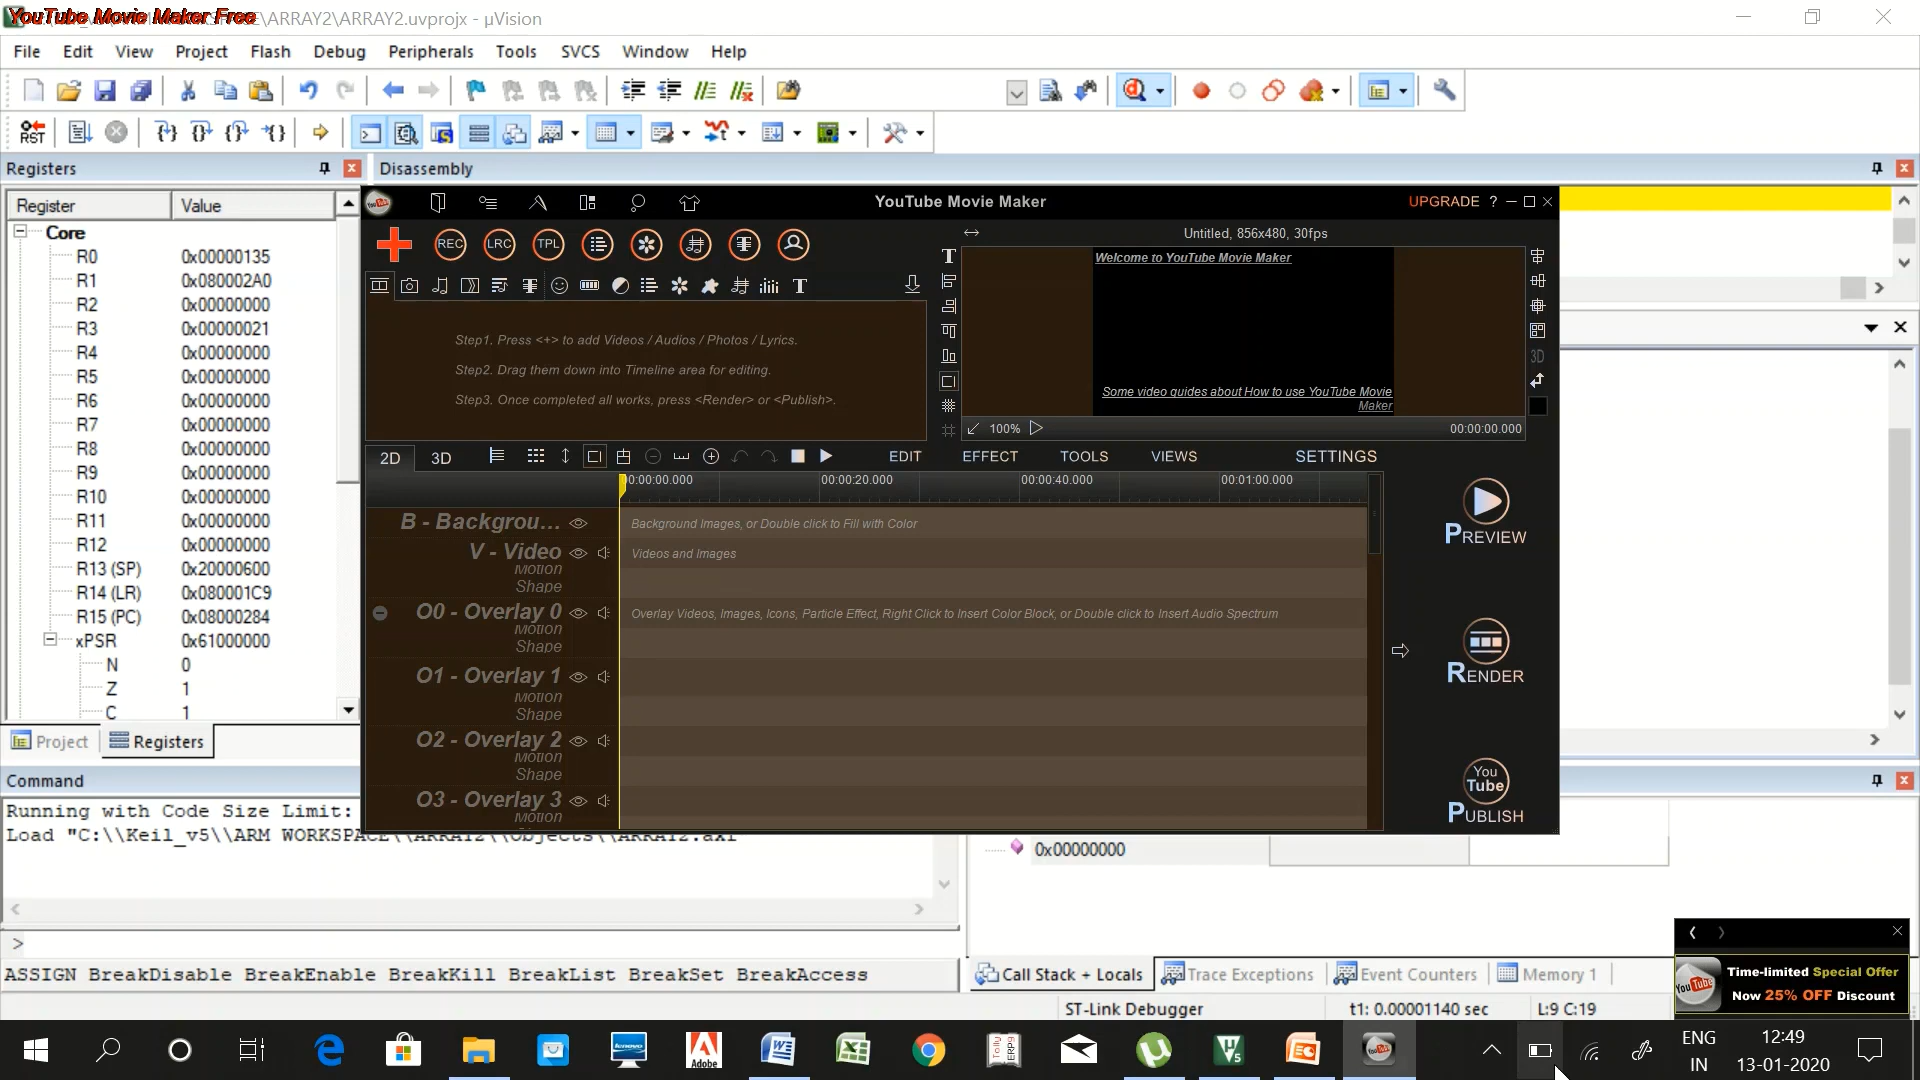 YouTube Movie Maker Free
E\ARRAY2\ARRAY2.uvprojx - µVision
File Edit View Project Flash Debug Peripherals Tools SVCS Window Help
RST
Registers
Disassembly
Register Value
Core
R0 0x00000135
R1 0x080002A0
R2 0x00000000
R3 0x00000021
R4 0x00000000
R5 0x00000000
R6 0x00000000
R7 0x00000000
R8 0x00000000
R9 0x00000000
R10 0x00000000
R11 0x00000000
R12 0x00000000
R13 (SP) 0x20000600
R14 (LR) 0x080001C9
R15 (PC) 0x08000284
xPSR 0x61000000
N 0
Z 1
C 1
Project Registers
YouTube Movie Maker
UPGRADE ?
REC LRC TPL
Untitled, 856x480, 30fps
Step1. Press <+> to add Videos / Audios / Photos / Lyrics.
Step2. Drag them down into Timeline area for editing.
Step3. Once completed all works, press <Render> or <Publish>.
Welcome to YouTube Movie Maker
Some video guides about How to use YouTube Movie
Maker
3D
100% 00:00:00.000
2D 3D EDIT EFFECT TOOLS VIEWS SETTINGS
00:00:00.000 00:00:20.000 00:00:40.000 00:01:00.000
B - Backgrou... Background Images, or Double click to Fill with Color
V - Video Videos and Images
Motion
Shape
O0 - Overlay 0 Overlay Videos, Images, Icons, Particle Effect, Right Click to Insert Color Block, or Double click to Insert Audio Spectrum
Motion
Shape
O1 - Overlay 1
Motion
Shape
O2 - Overlay 2
Motion
Shape
O3 - Overlay 3
Motion
PREVIEW
RENDER
You
Tube
PUBLISH
Command
Running with Code Size Limit:
Load "C:\\Keil_v5\\ARM WORKSPACE\\ARRAY2\\Objects\\ARRAY2.axf"
>
ASSIGN BreakDisable BreakEnable BreakKill BreakList BreakSet BreakAccess
0x00000000
Call Stack + Locals Trace Exceptions Event Counters Memory 1
ST-Link Debugger t1: 0.00001140 sec L:9 C:19
YouTube
Time-limited Special Offer
Now 25% OFF Discount
lenovo
Adobe
Tally
ERP9
ENG
IN
12:49
13-01-2020